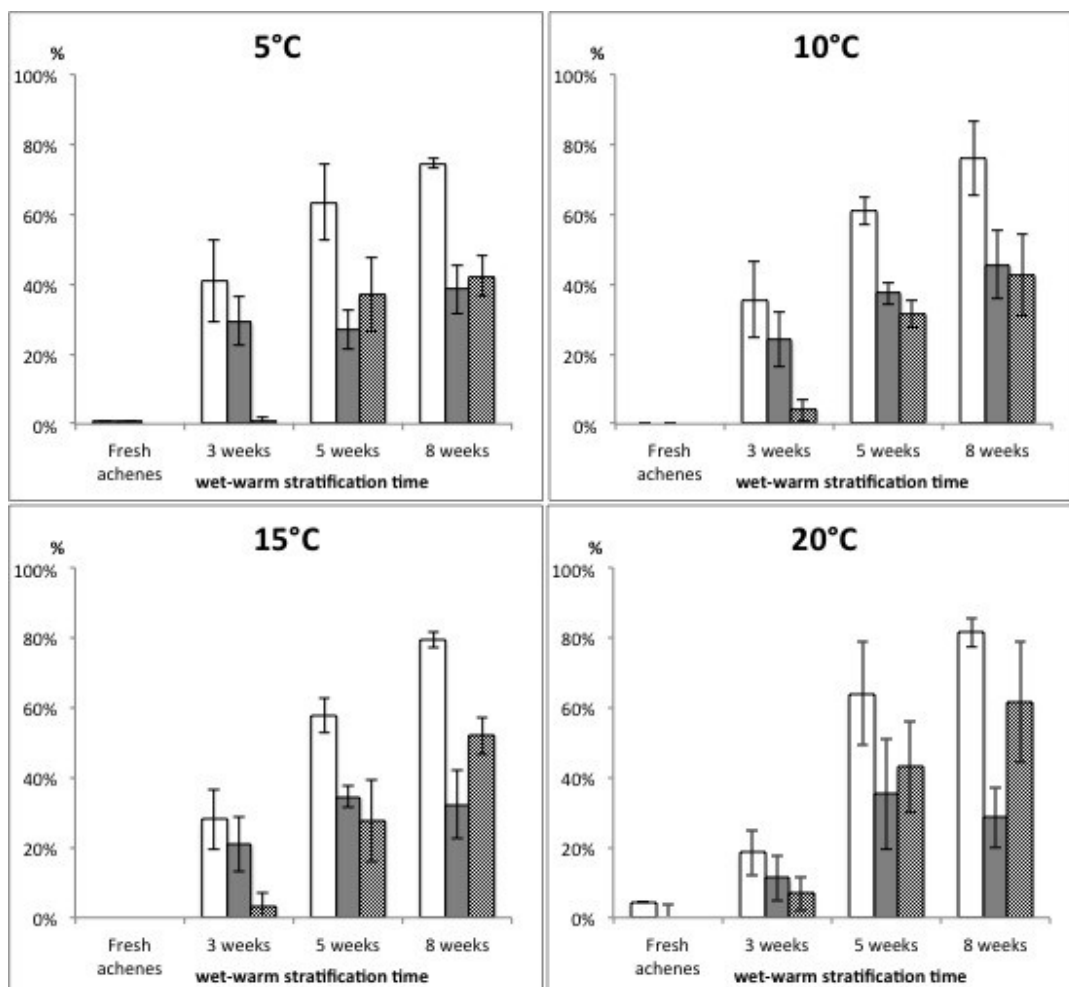 5°C
%
100%
80%
60%
40%
20%
0%
Fresh achenes
3 weeks
5 weeks
8 weeks
wet-warm stratification time
10°C
%
100%
80%
60%
40%
20%
0%
Fresh achenes
3 weeks
5 weeks
8 weeks
wet-warm stratification time
15°C
%
100%
80%
60%
40%
20%
0%
Fresh achenes
3 weeks
5 weeks
8 weeks
wet-warm stratification time
20°C
%
100%
80%
60%
40%
20%
0%
Fresh achenes
3 weeks
5 weeks
8 weeks
wet-warm stratification time